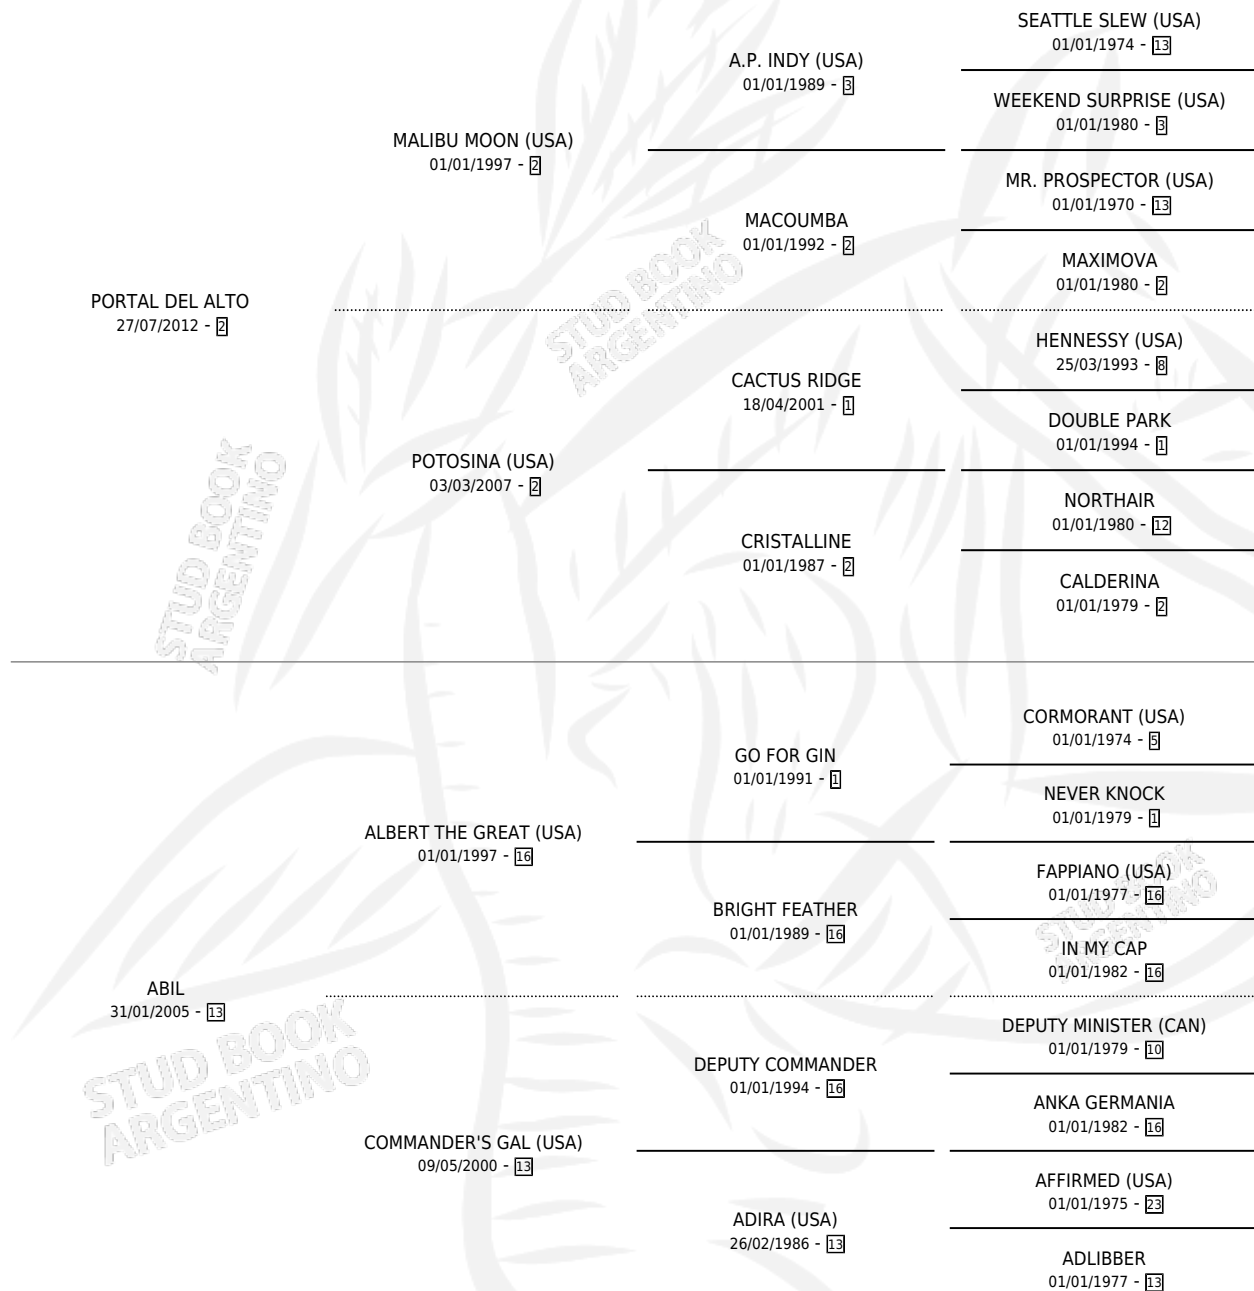 SEATTLE SLEW (USA)
01/01/1974 - 13
A.P. INDY (USA)
01/01/1989 - 3
WEEKEND SURPRISE (USA)
01/01/1980 - 3
MALIBU MOON (USA)
01/01/1997 - 2
MR. PROSPECTOR (USA)
01/01/1970 - 13
MACOUMBA
01/01/1992 - 2
MAXIMOVA
01/01/1980 - 2
PORTAL DEL ALTO
27/07/2012 - 2
STUD BOOK
ARGENTINO
HENNESSY (USA)
25/03/1993 - 8
CACTUS RIDGE
18/04/2001 - 1
DOUBLE PARK
01/01/1994 - 1
POTOSINA (USA)
03/03/2007 - 2
NORTHAIR
01/01/1980 - 12
CRISTALLINE
01/01/1987 - 2
CALDERINA
01/01/1979 - 2
STUD BOOK
ARGENTINO
CORMORANT (USA)
01/01/1974 - 5
GO FOR GIN
01/01/1991 - 1
NEVER KNOCK
01/01/1979 - 1
ALBERT THE GREAT (USA)
01/01/1997 - 16
FAPPIANO (USA)
01/01/1977 - 16
BRIGHT FEATHER
01/01/1989 - 16
IN MY CAP
01/01/1982 - 16
STUD BOOK
ARGENTINO
ABIL
31/01/2005 - 13
DEPUTY MINISTER (CAN)
01/01/1979 - 10
DEPUTY COMMANDER
01/01/1994 - 16
ANKA GERMANIA
01/01/1982 - 16
STUD BOOK
ARGENTINO
COMMANDER'S GAL (USA)
09/05/2000 - 13
AFFIRMED (USA)
01/01/1975 - 23
ADIRA (USA)
26/02/1986 - 13
ADLIBBER
01/01/1977 - 13